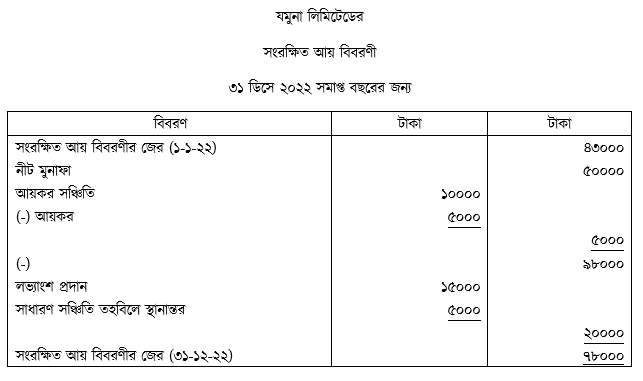 যমুনা লিমিটেডের
সংরক্ষিত আয় বিবরণী
৩১ ডিসে ২০২২ সমাপ্ত বছরের জন্য
বিবরণ টাকা টাকা
সংরক্ষিত আয় বিবরণীর জের (১-১-২২) ৪৩০০০
নীট মুনাফা ৫০০০০
আয়কর সঞ্চিতি ১০০০০
(-) আয়কর ৫০০০
৫০০০
(-) ৯৮০০০
লভ্যাংশ প্রদান ১৫০০০
সাধারণ সঞ্চিতি তহবিলে স্থানান্তর ৫০০০
২০০০০
সংরক্ষিত আয় বিবরণীর জের (৩১-১২-২২) ৭৮০০০